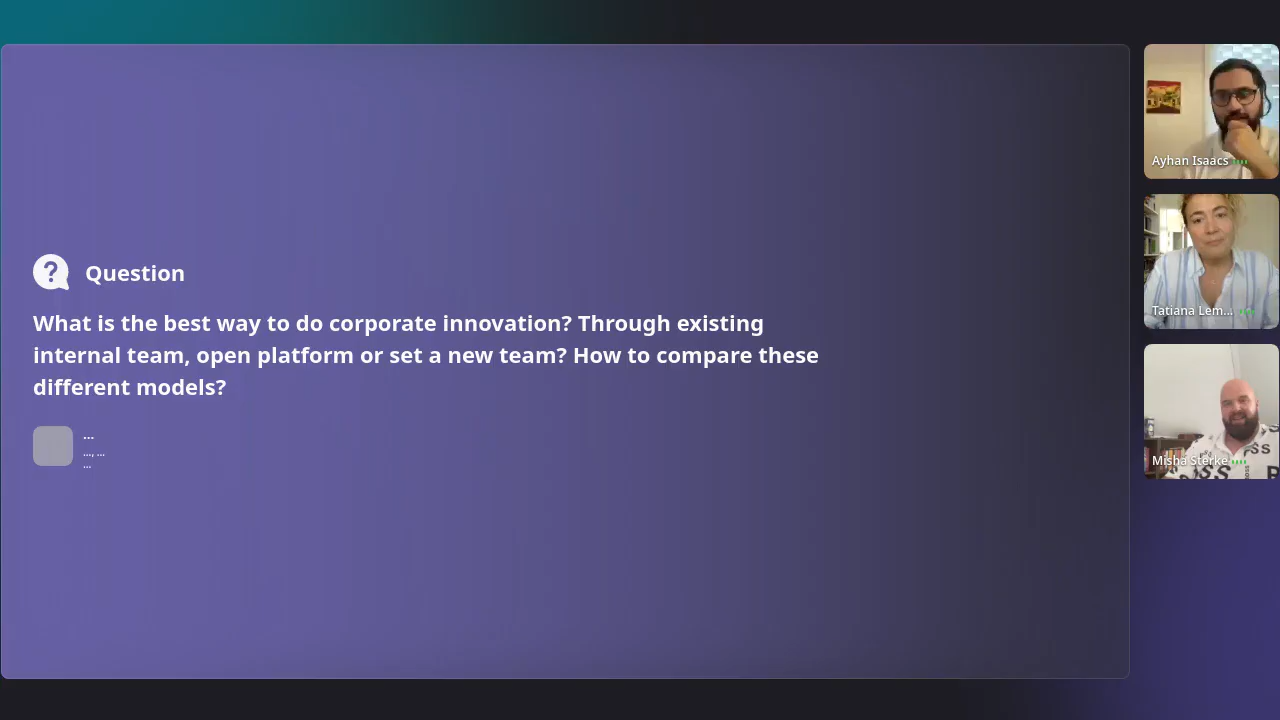 Question
What is the best way to do corporate innovation? Through existing
internal team, open platform or set a new team? How to compare these
different models?
...
..., ...
...
Ayhan Isaacs
Tatiana Lem...
Misha Sterke